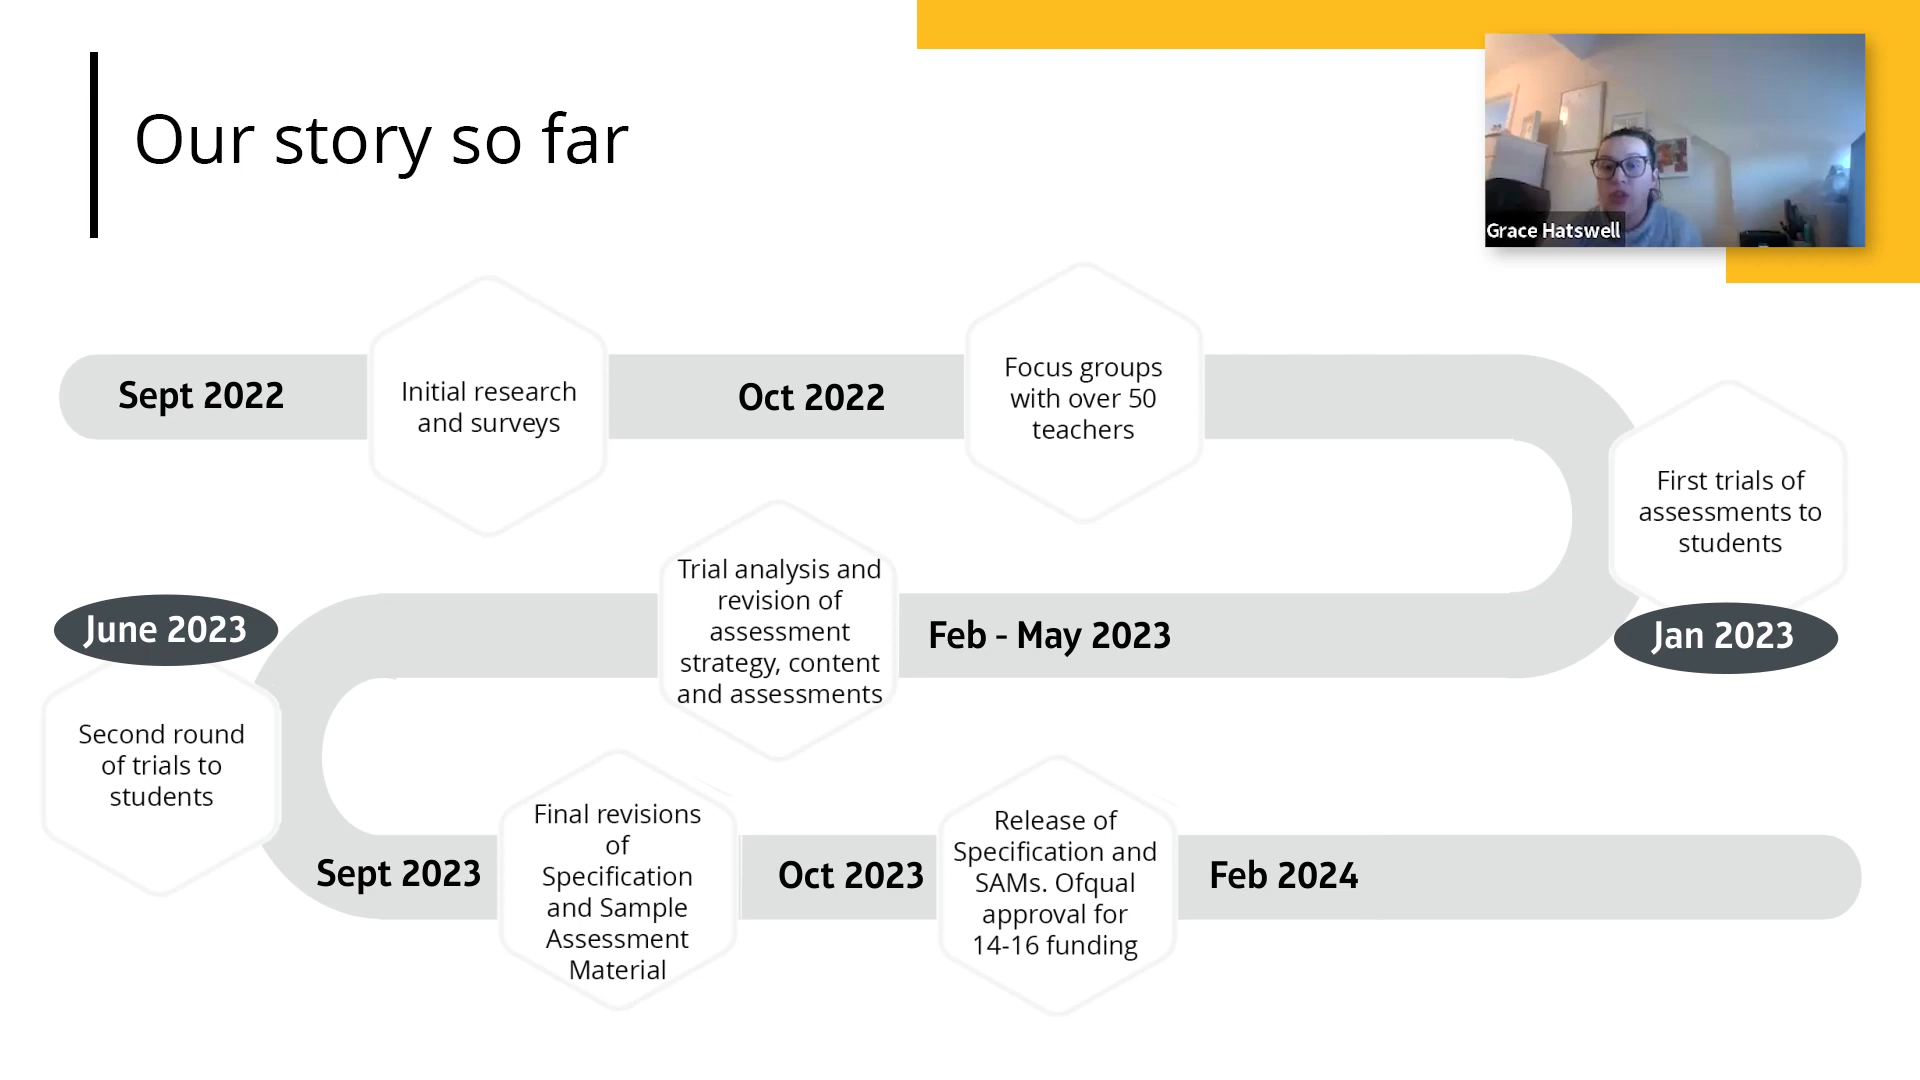 Our story so far
Grace Hatswell
Sept 2022
Initial research
and surveys
Oct 2022
Focus groups
with over 50
teachers
First trials of
assessments to
students
Jan 2023
Feb - May 2023
Trial analysis and
revision of
assessment
strategy, content
and assessments
June 2023
Second round
of trials to
students
Sept 2023
Final revisions
of
Specification
and Sample
Assessment
Material
Oct 2023
Release of
Specification and
SAMs. Ofqual
approval for
14-16 funding
Feb 2024